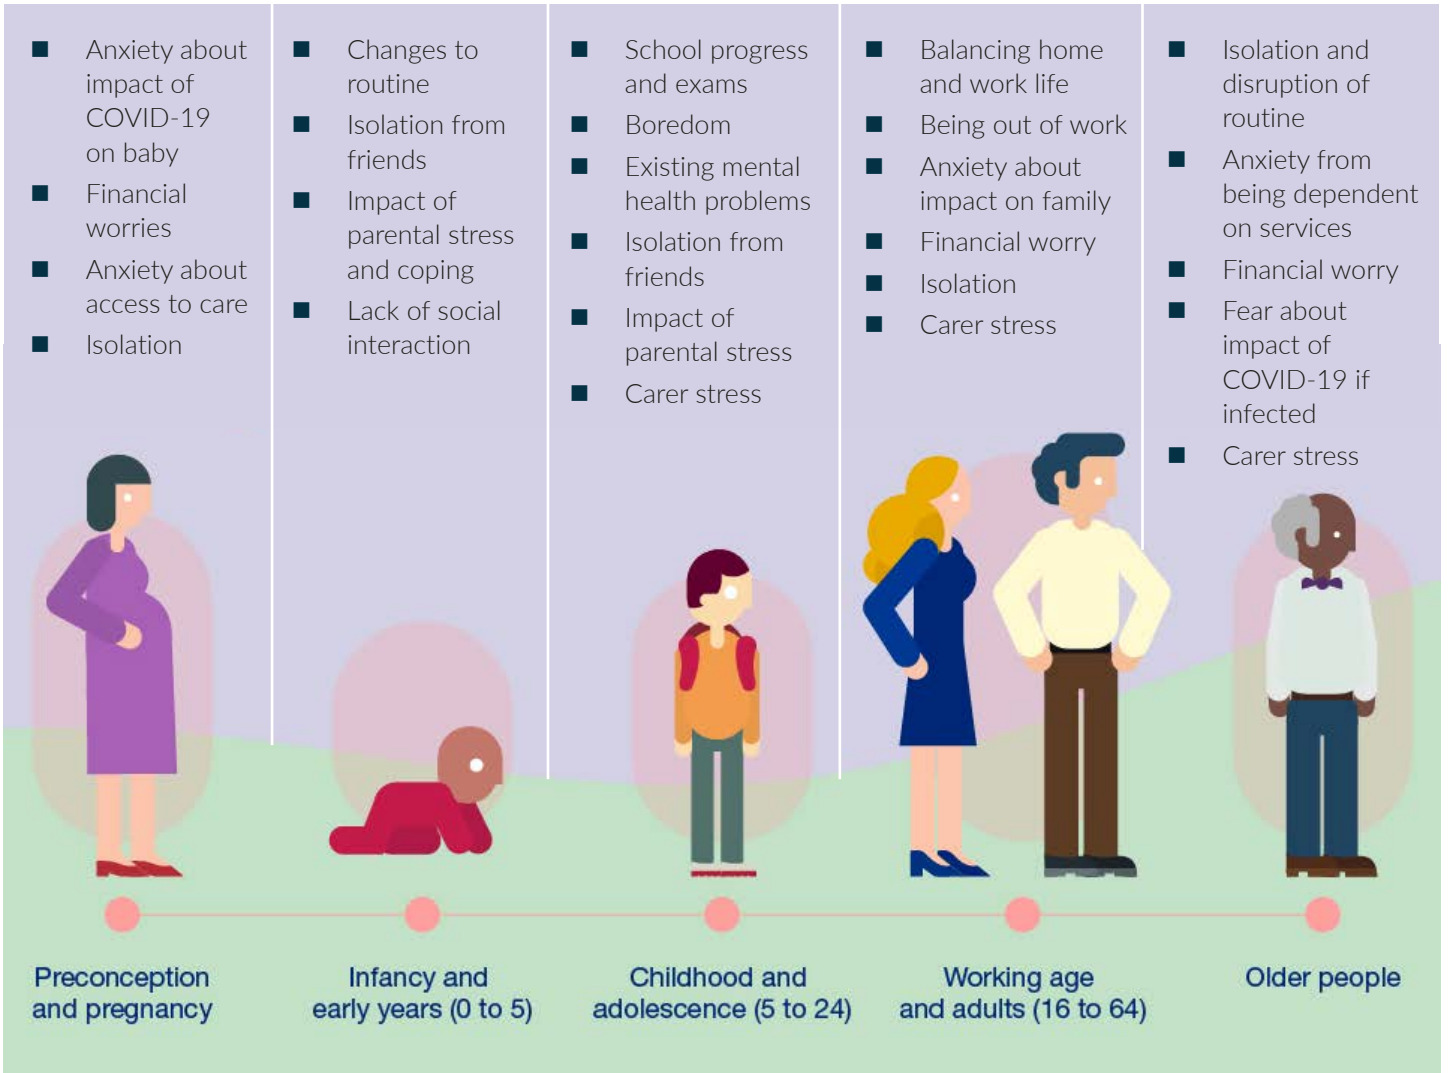 Anxiety about
impact of
COVID-19
on baby
Financial
worries
Anxiety about
access to care
Isolation
Changes to
routine
Isolation from
friends
Impact of
parental stress
and coping
Lack of social
interaction
School progress
and exams
Boredom
Existing mental
health problems
Isolation from
friends
Impact of
parental stress
Carer stress
Balancing home
and work life
Being out of work
Anxiety about
impact on family
Financial worry
Isolation
Carer stress
Isolation and
disruption of
routine
Anxiety from
being dependent
on services
Financial worry
Fear about
impact of
COVID-19 if
infected
Carer stress
Preconception
and pregnancy
Infancy and
early years (0 to 5)
Childhood and
adolescence (5 to 24)
Working age
and adults (16 to 64)
Older people